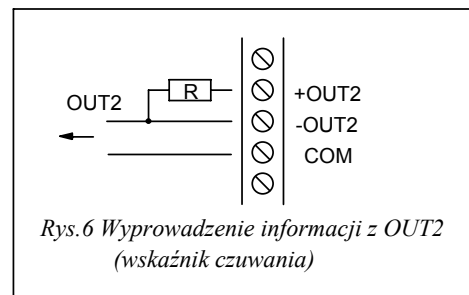 OUT2
R
+OUT2
-OUT2
COM
Rys.6 Wyprowadzenie informacji z OUT2
(wskaźnik czuwania)